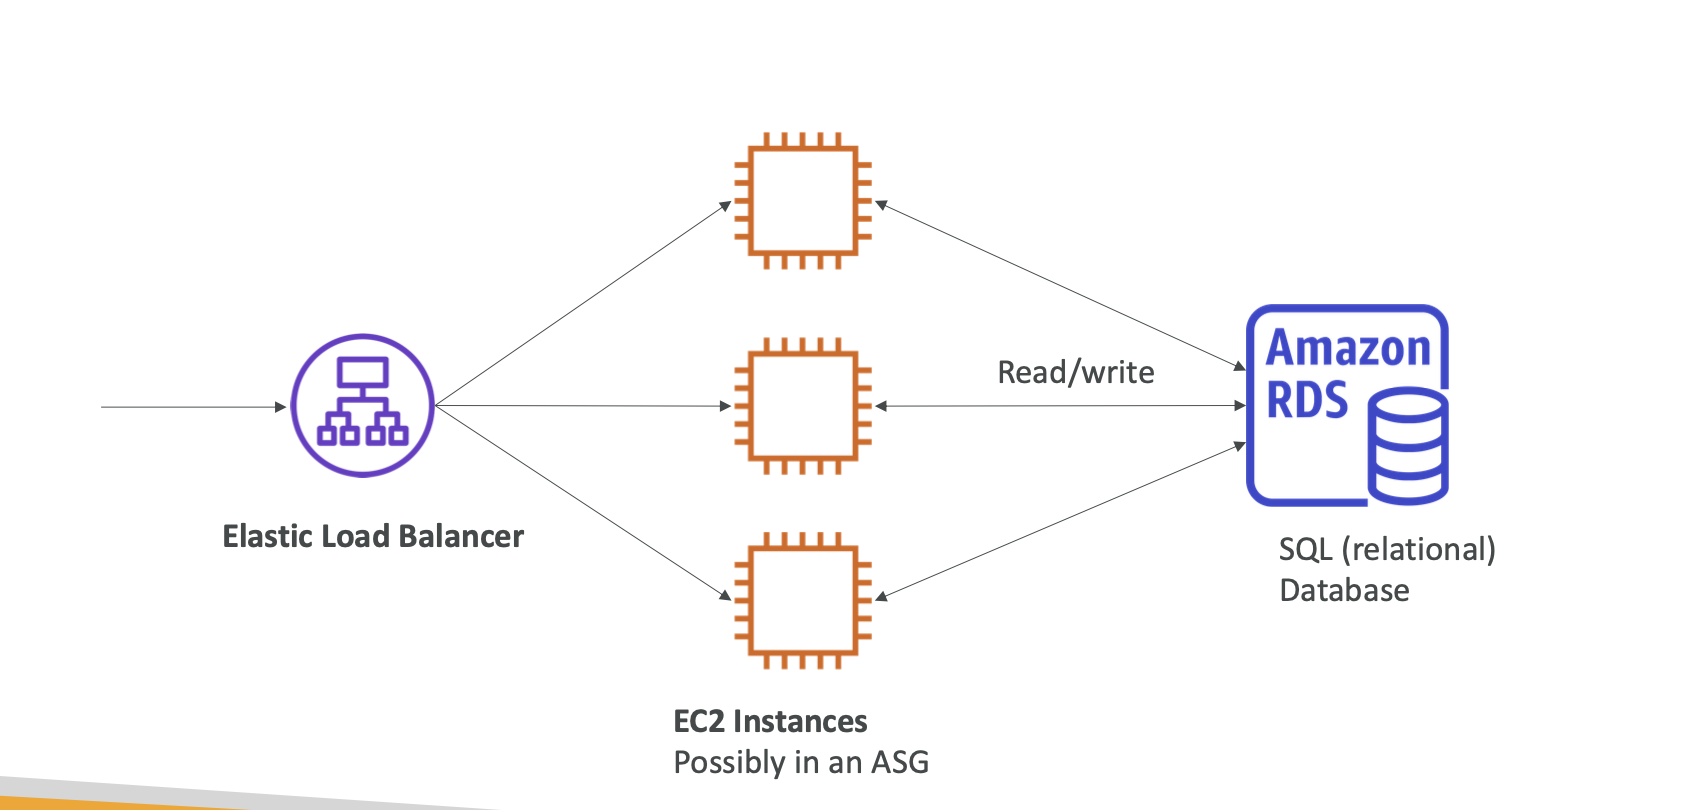 Amazon
RDS
Read/write
Elastic Load Balancer
SQL (relational)
Database
EC2 Instances
Possibly in an ASG